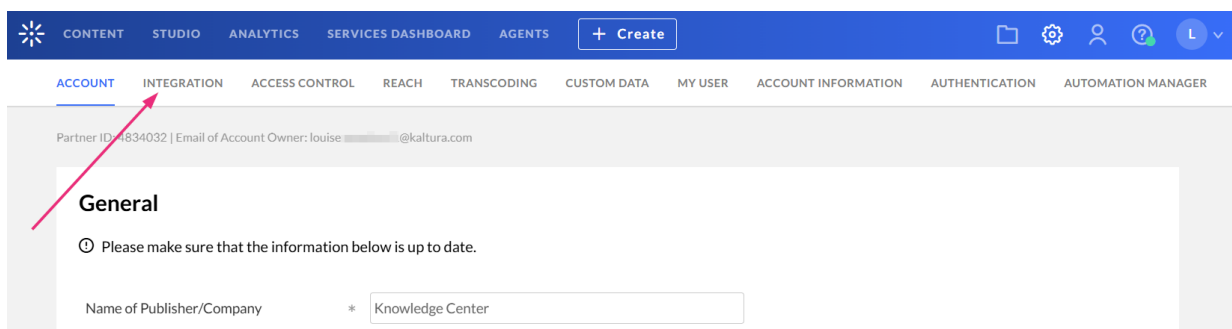 CONTENT STUDIO ANALYTICS SERVICES DASHBOARD AGENTS + Create L
ACCOUNT INTEGRATION ACCESS CONTROL REACH TRANSCODING CUSTOM DATA MY USER ACCOUNT INFORMATION AUTHENTICATION AUTOMATION MANAGER
Partner ID: 4834032 | Email of Account Owner: louise @kaltura.com
General
Please make sure that the information below is up to date.
Name of Publisher/Company * Knowledge Center